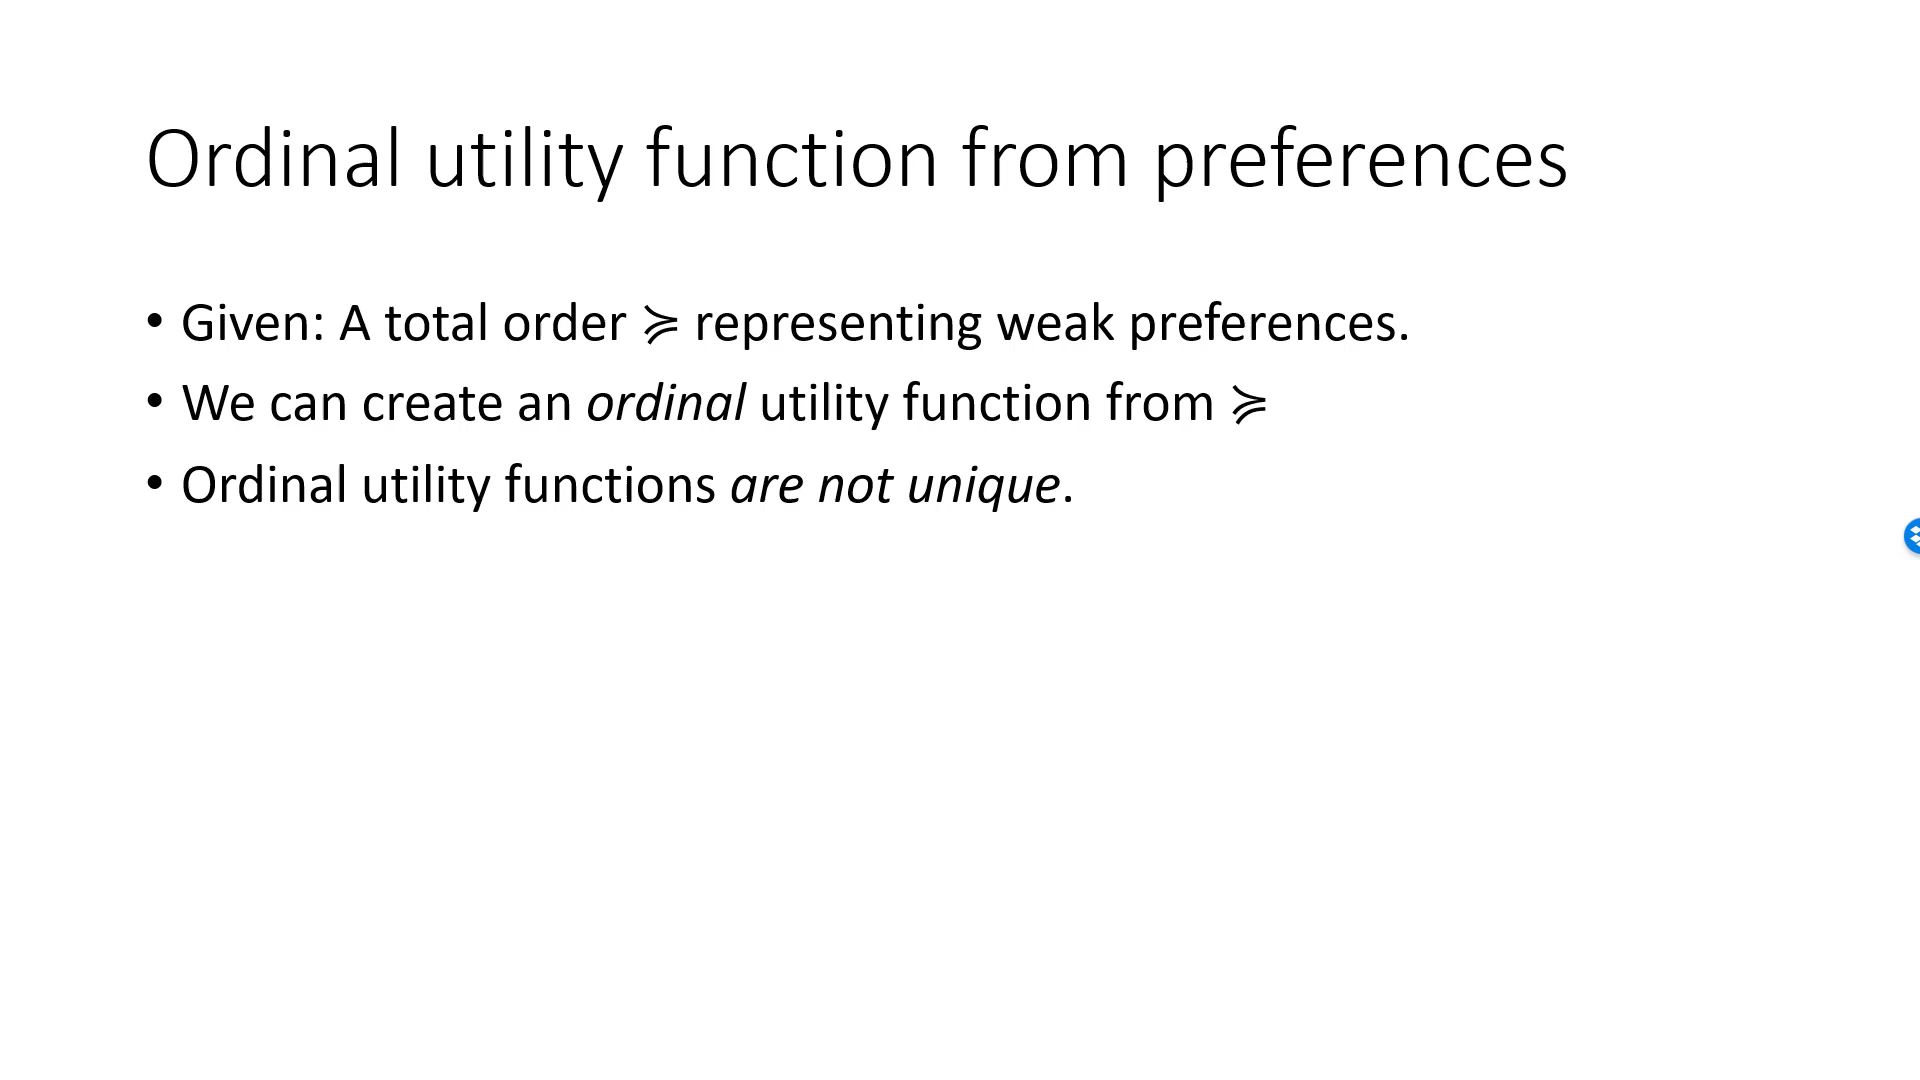 Ordinal utility function from preferences
• Given: A total order ≽ representing weak preferences.
• We can create an ordinal utility function from ≽
• Ordinal utility functions are not unique.